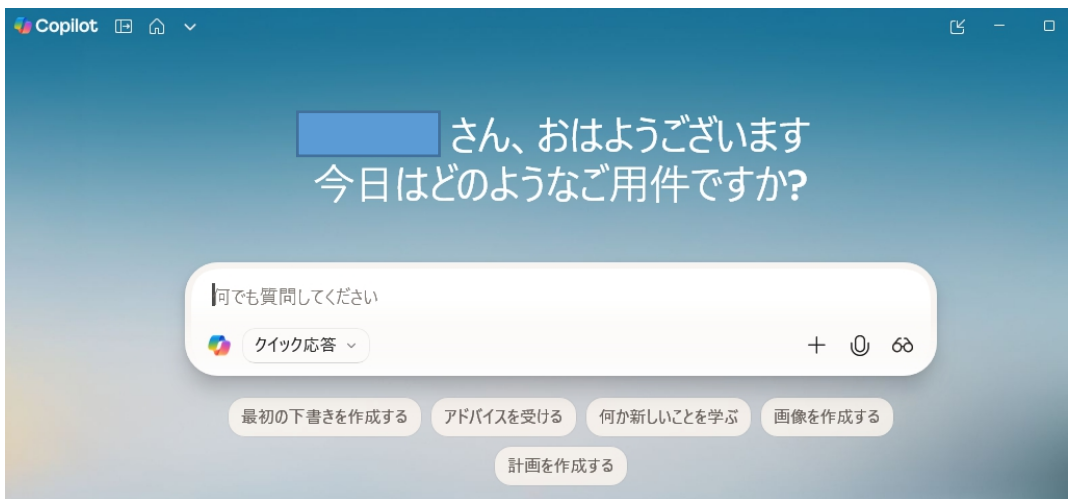 Copilot
さん、おはようございます
今日はどのようなご用件ですか?
何でも質問してください
クイック応答
最初の下書きを作成する
アドバイスを受ける
何か新しいことを学ぶ
画像を作成する
計画を作成する